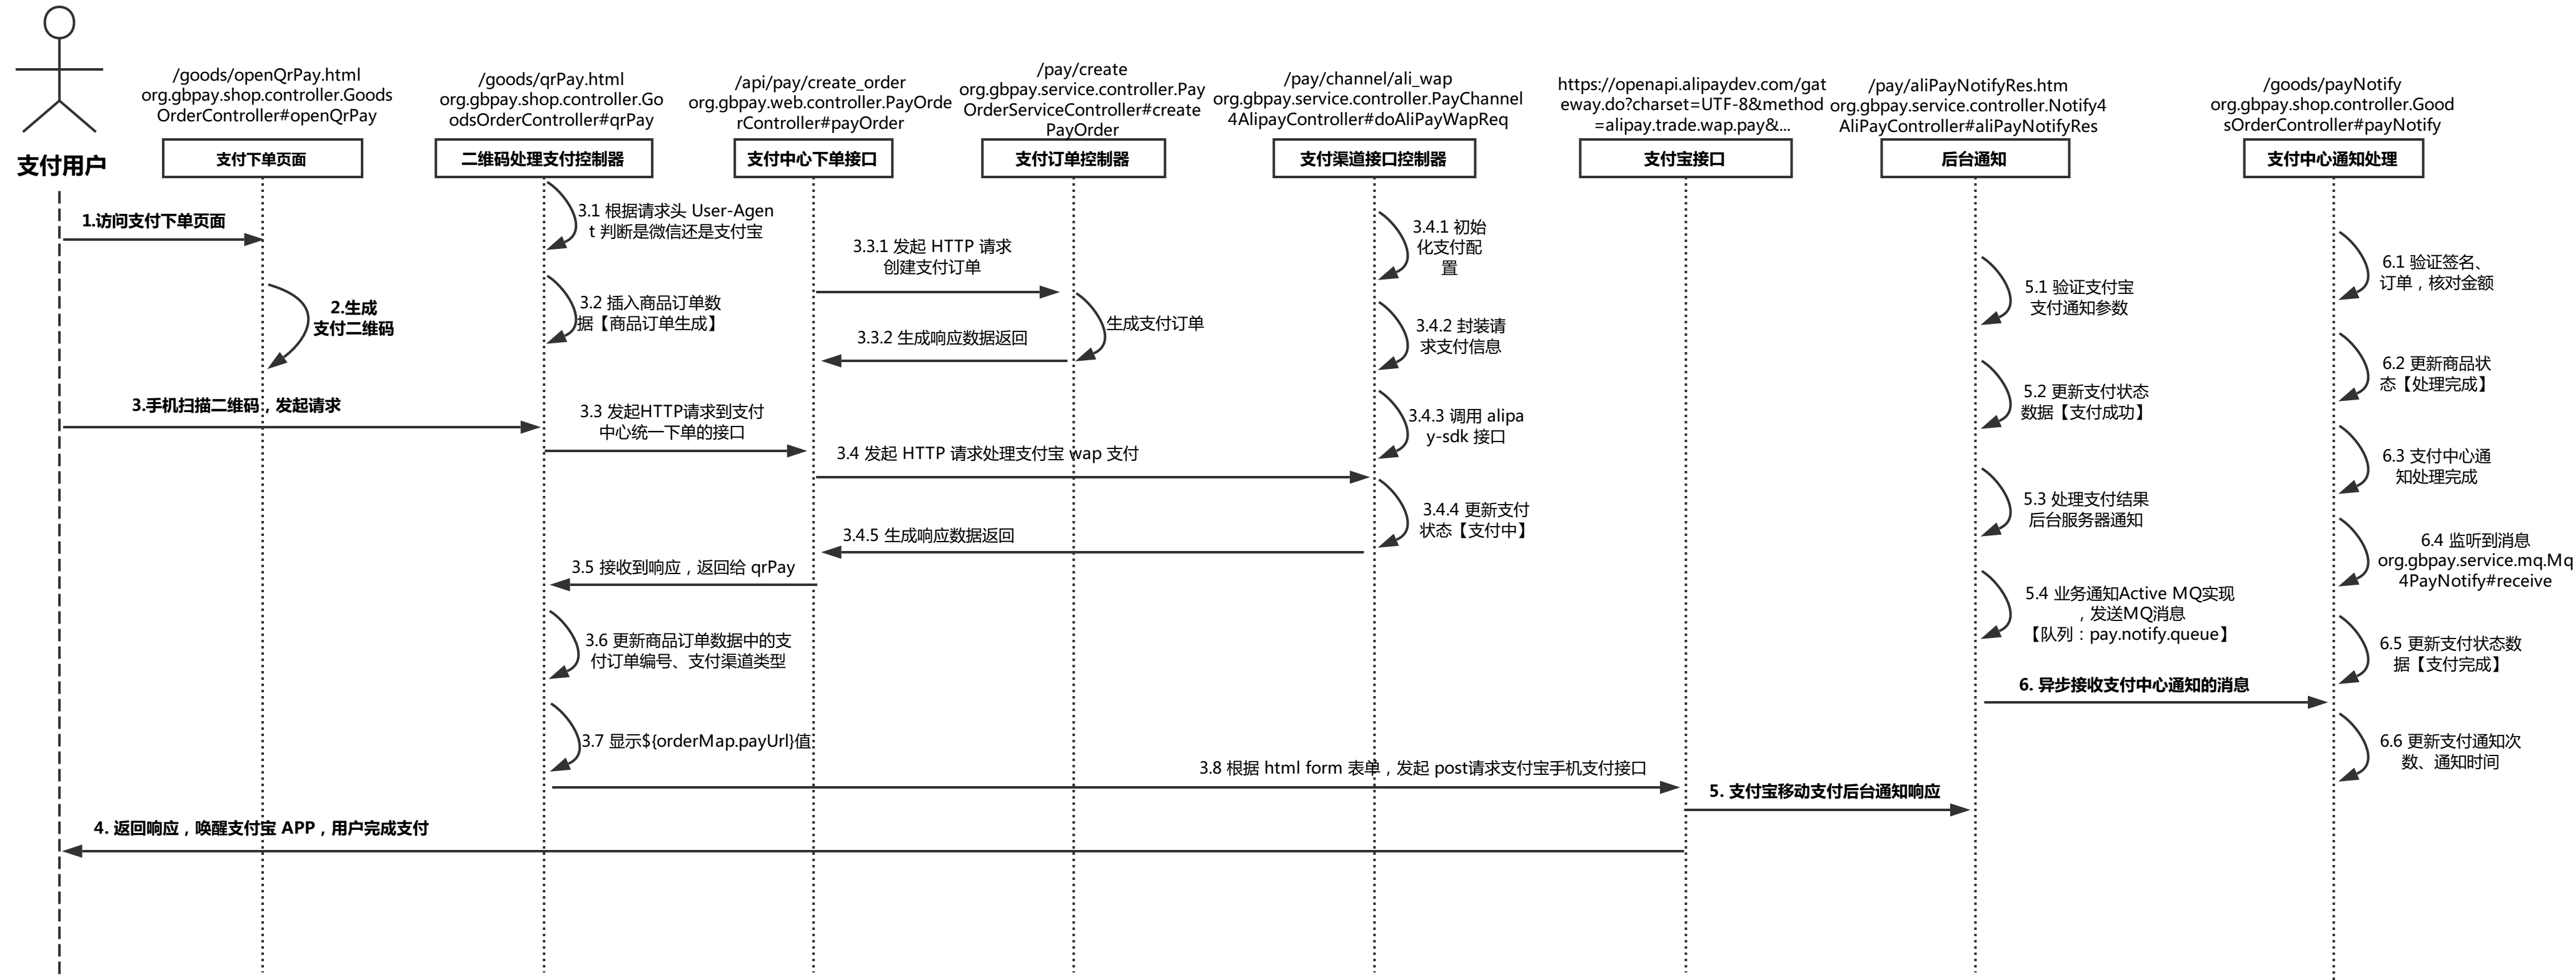 支付用户
/goods/openQrPay.html
org.gbpay.shop.controller.Goods
OrderController#openQrPay
支付下单页面
/goods/qrPay.html
org.gbpay.shop.controller.Go
odsOrderController#qrPay
二维码处理支付控制器
/api/pay/create_order
org.gbpay.web.controller.PayOrde
rController#payOrder
支付中心下单接口
/pay/create
org.gbpay.service.controller.Pay
OrderServiceController#create
PayOrder
支付订单控制器
/pay/channel/ali_wap
org.gbpay.service.controller.PayChannel
4AlipayController#doAliPayWapReq
支付渠道接口控制器
https://openapi.alipaydev.com/gat
eway.do?charset=UTF-8&method
=alipay.trade.wap.pay&...
支付宝接口
/pay/aliPayNotifyRes.htm
org.gbpay.service.controller.Notify4
AliPayController#aliPayNotifyRes
后台通知
/goods/payNotify
org.gbpay.shop.controller.Good
sOrderController#payNotify
支付中心通知处理
1.访问支付下单页面
2.生成
支付二维码
3.手机扫描二维码，发起请求
3.1 根据请求头 User-Agen
t 判断是微信还是支付宝
3.2 插入商品订单数
据【商品订单生成】
3.3 发起HTTP请求到支付
中心统一下单的接口
3.3.1 发起 HTTP 请求
创建支付订单
生成支付订单
3.3.2 生成响应数据返回
3.4 发起 HTTP 请求处理支付宝 wap 支付
3.4.1 初始
化支付配
置
3.4.2 封装请
求支付信息
3.4.3 调用 alipa
y-sdk 接口
3.4.4 更新支付
状态【支付中】
3.4.5 生成响应数据返回
3.5 接收到响应，返回给 qrPay
3.6 更新商品订单数据中的支
付订单编号、支付渠道类型
3.7 显示${orderMap.payUrl}值
3.8 根据 html form 表单，发起 post请求支付宝手机支付接口
4. 返回响应，唤醒支付宝 APP，用户完成支付
5. 支付宝移动支付后台通知响应
5.1 验证支付宝
支付通知参数
5.2 更新支付状态
数据【支付成功】
5.3 处理支付结果
后台服务器通知
5.4 业务通知Active MQ实现
，发送MQ消息
【队列：pay.notify.queue】
6. 异步接收支付中心通知的消息
6.1 验证签名、
订单，核对金额
6.2 更新商品状
态【处理完成】
6.3 支付中心通
知处理完成
6.4 监听到消息
org.gbpay.service.mq.Mq
4PayNotify#receive
6.5 更新支付状态数
据【支付完成】
6.6 更新支付通知次
数、通知时间